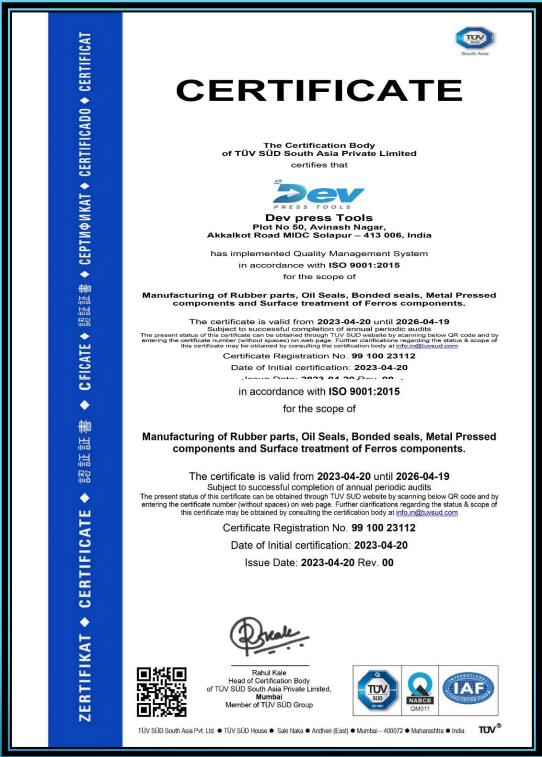 ZERTIFIKAT ◆ CERTIFICATE ◆ 認証証書 ◆ CFICATE ◆ 認証証書 ◆ СЕРТИФИКАТ ◆ CERTIFICADO ◆ CERTIFICAT
TÜV
SÜD
South Asia
CERTIFICATE
The Certification Body
of TÜV SÜD South Asia Private Limited
certifies that
Dev
PRESS TOOLS
Dev press Tools
Plot No 50, Avinash Nagar,
Akkalkot Road MIDC Solapur – 413 006, India
has implemented Quality Management System
in accordance with ISO 9001:2015
for the scope of
Manufacturing of Rubber parts, Oil Seals, Bonded seals, Metal Pressed
components and Surface treatment of Ferros components.
The certificate is valid from 2023-04-20 until 2026-04-19
Subject to successful completion of annual periodic audits
The present status of this certificate can be obtained through TUV SUD website by scanning below QR code and by
entering the certificate number (without spaces) on web page. Further clarifications regarding the status & scope of
this certificate may be obtained by consulting the certification body at info.in@tuvsud.com
Certificate Registration No. 99 100 23112
Date of Initial certification: 2023-04-20
Issue Date: 2023-04-20 Rev. 00
in accordance with ISO 9001:2015
for the scope of
Manufacturing of Rubber parts, Oil Seals, Bonded seals, Metal Pressed
components and Surface treatment of Ferros components.
The certificate is valid from 2023-04-20 until 2026-04-19
Subject to successful completion of annual periodic audits
The present status of this certificate can be obtained through TUV SUD website by scanning below QR code and by
entering the certificate number (without spaces) on web page. Further clarifications regarding the status & scope of
this certificate may be obtained by consulting the certification body at info.in@tuvsud.com
Certificate Registration No. 99 100 23112
Date of Initial certification: 2023-04-20
Issue Date: 2023-04-20 Rev. 00
Rahul Kale
Head of Certification Body
of TÜV SÜD South Asia Private Limited,
Mumbai
Member of TÜV SÜD Group
TÜV
SÜD
NABCB
QM011
INTERNATIONAL
IAF
TÜV SÜD South Asia Pvt. Ltd. ● TÜV SÜD House ● Saki Naka ● Andheri (East) ● Mumbai – 400072 ● Maharashtra ● India TÜV®